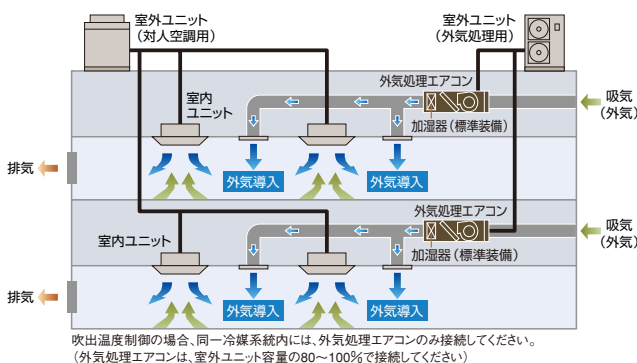 室外ユニット
(対人空調用)
室外ユニット
(外気処理用)
外気処理エアコン
室内
ユニット
吸気
(外気)
加湿器(標準装備)
排気
外気導入
外気導入
外気処理エアコン
室内ユニット
吸気
(外気)
加湿器(標準装備)
排気
外気導入
外気導入
吹出温度制御の場合、同一冷媒系統内には、外気処理エアコンのみ接続してください。
(外気処理エアコンは、室外ユニット容量の80～100%で接続してください)